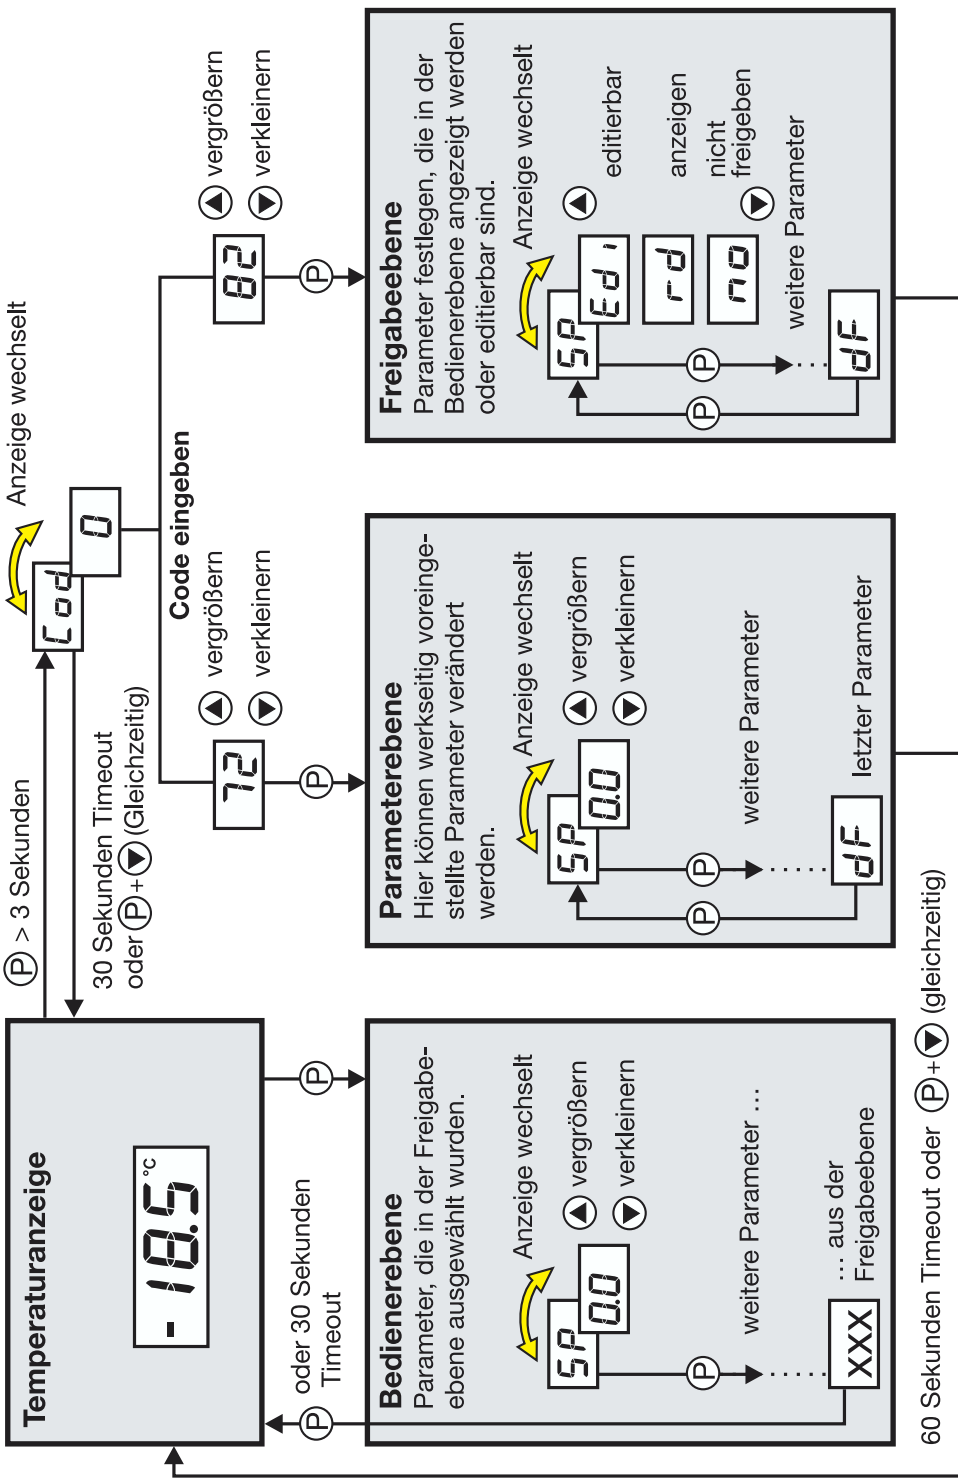 Temperaturanzeige
- 18.5 °C
P > 3 Sekunden
30 Sekunden Timeout
oder P + ▼ (Gleichzeitig)
Anzeige wechselt
Cod
0
Code eingeben
72
▲ vergrößern
▼ verkleinern
82
▲ vergrößern
▼ verkleinern
P
P
P
P
oder 30 Sekunden
Timeout
Bedienerebene
Parameter, die in der Freigabe-
ebene ausgewählt wurden.
Anzeige wechselt
SP
0.0
▲ vergrößern
▼ verkleinern
P
weitere Parameter ...
XXX
... aus der
Freigabeebene
Parameterebene
Hier können werkseitig voreinge-
stellte Parameter verändert
werden.
Anzeige wechselt
SP
0.0
▲ vergrößern
▼ verkleinern
P
P
weitere Parameter
dF
letzter Parameter
Freigabeebene
Parameter festlegen, die in der
Bedienerebene angezeigt werden
oder editierbar sind.
Anzeige wechselt
SP
Edi
▲
editierbar
rd
anzeigen
no
nicht
freigeben
▼
P
P
weitere Parameter
dF
60 Sekunden Timeout oder P + ▼ (gleichzeitig)